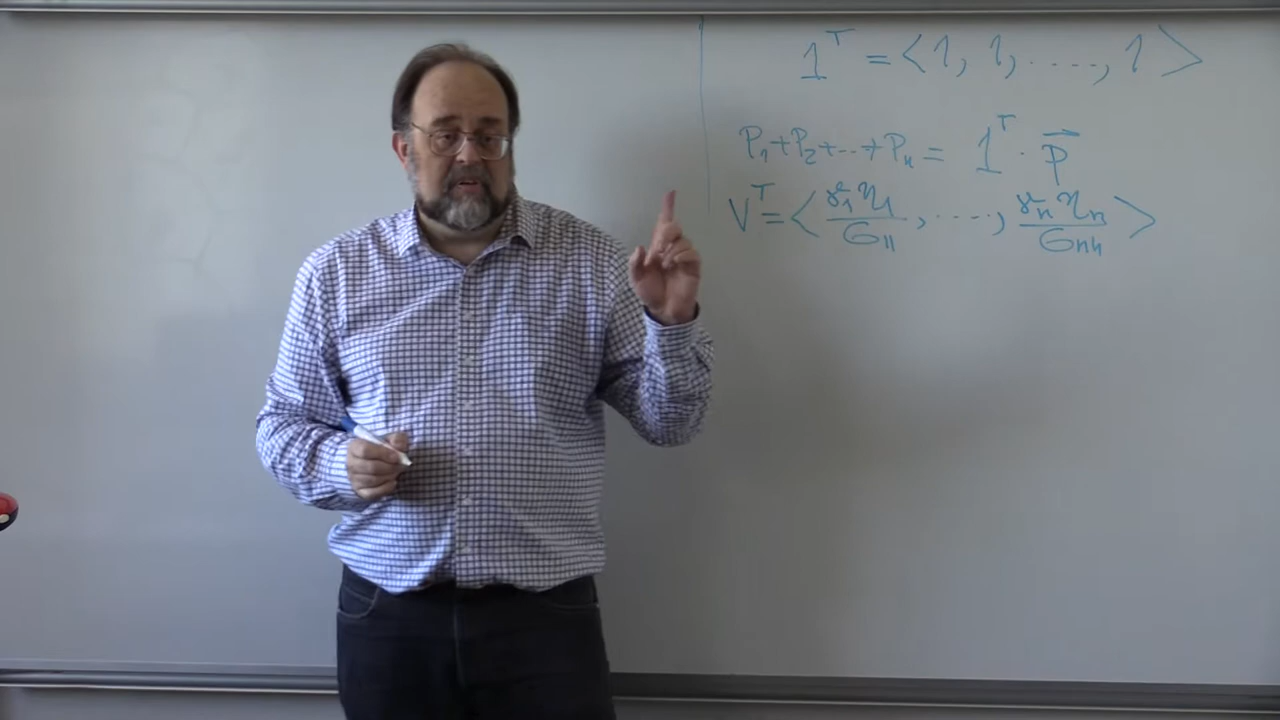 1ᵀ = <1, 1, ....., 1>
P₁+P₂+...+Pₙ = 1ᵀ · p⃗
Vᵀ = <γ₁η₁/G₁₁, ....., γₙηₙ/Gₙₙ>